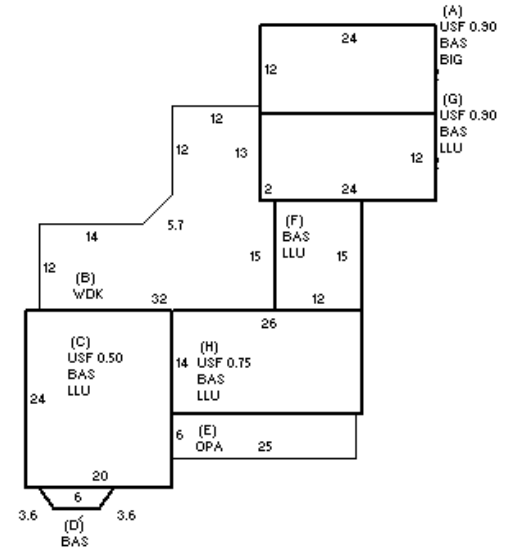 (A)
USF 0.90
BAS
BIG
24
12
(G)
USF 0.90
BAS
LLU
12
12
12
13
2
24
(F)
BAS
LLU
5.7
14
15
15
12
(B)
WDK
32
12
26
(C)
USF 0.50
BAS
LLU
(H)
14 USF 0.75
BAS
LLU
24
6
(E)
OPA
25
20
6
3.6
3.6
(D)
BAS